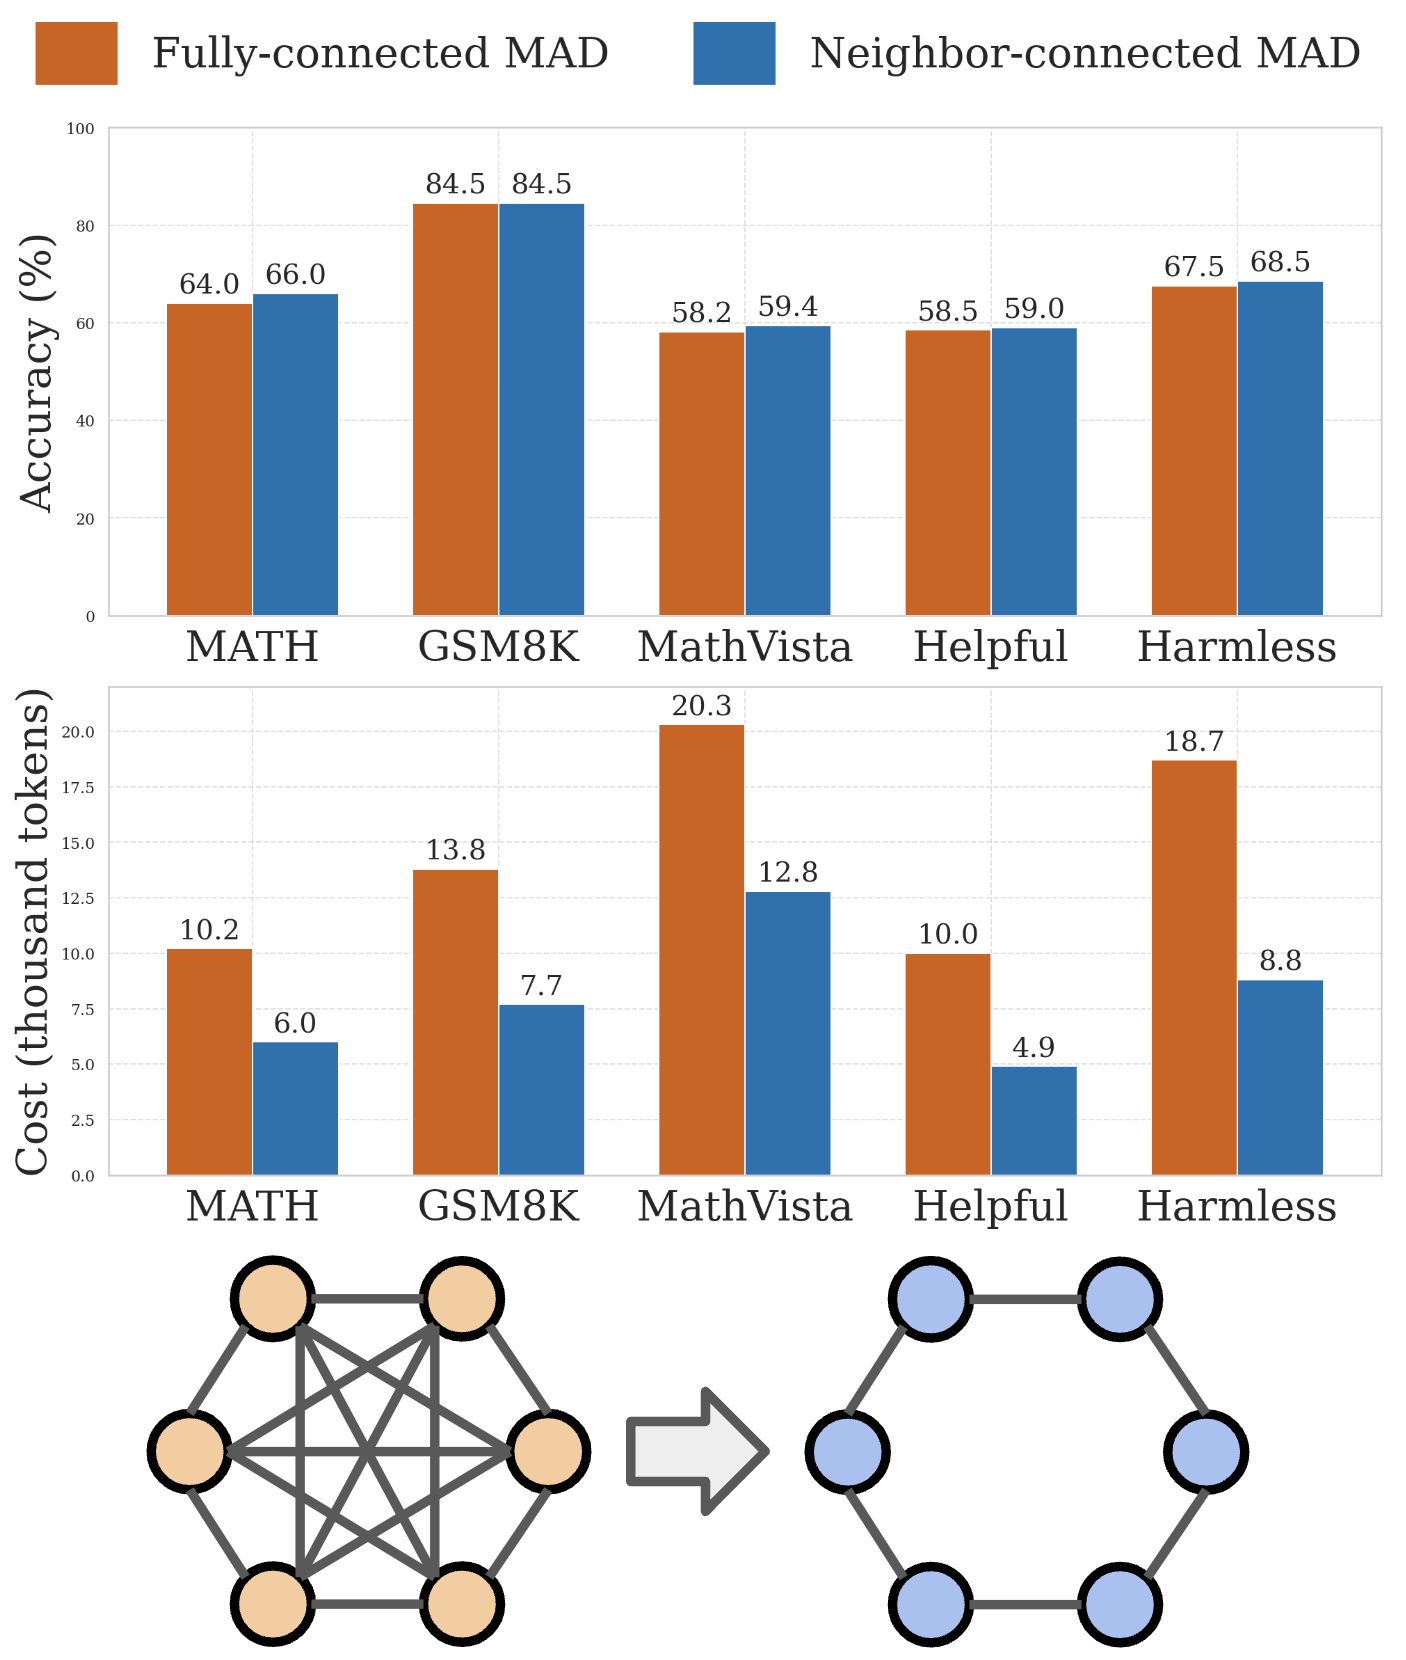 Fully-connected MAD
Neighbor-connected MAD
Accuracy (%)
100
80
60
40
20
0
64.0
66.0
84.5
84.5
58.2
59.4
58.5
59.0
67.5
68.5
MATH
GSM8K
MathVista
Helpful
Harmless
Cost (thousand tokens)
20.0
17.5
15.0
12.5
10.0
7.5
5.0
2.5
0.0
10.2
6.0
13.8
7.7
20.3
12.8
10.0
4.9
18.7
8.8
MATH
GSM8K
MathVista
Helpful
Harmless